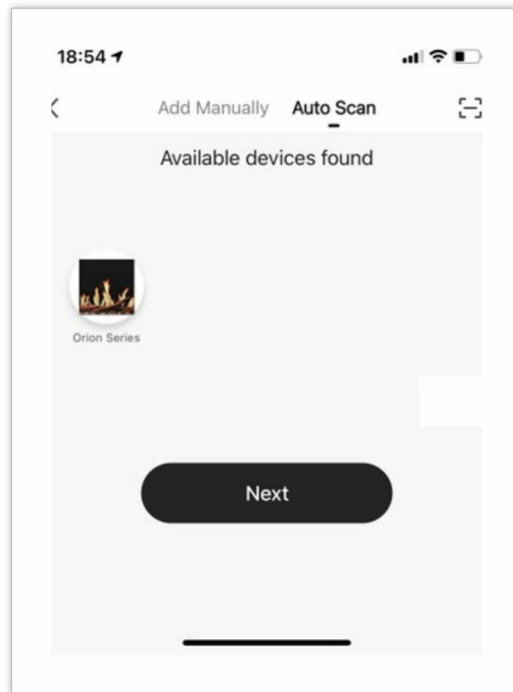 18:54
Add Manually Auto Scan
Available devices found
Orion Series
Next